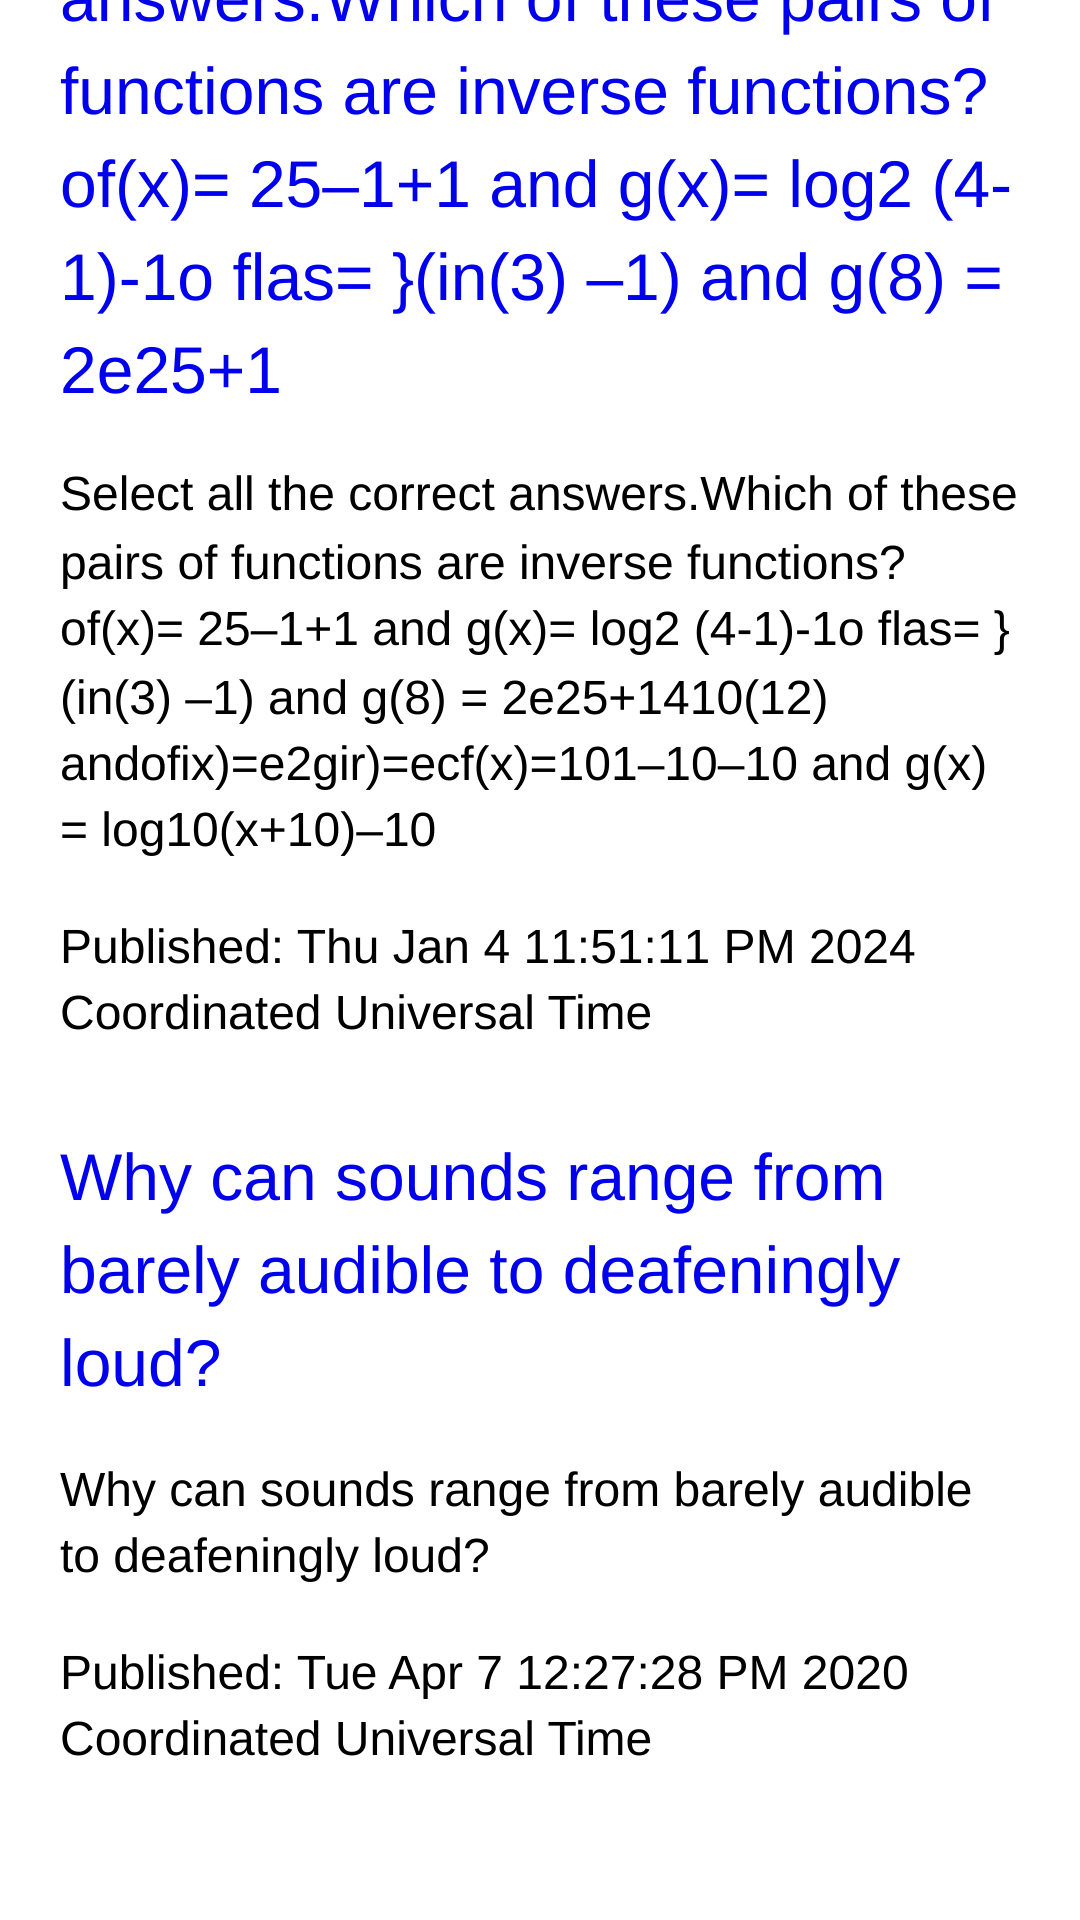 answers.Which of these pairs of
functions are inverse functions?
of(x)= 25–1+1 and g(x)= log2 (4-
1)-1o flas= }(in(3) –1) and g(8) =
2e25+1
Select all the correct answers.Which of these
pairs of functions are inverse functions?
of(x)= 25–1+1 and g(x)= log2 (4-1)-1o flas= }
(in(3) –1) and g(8) = 2e25+1410(12)
andofix)=e2gir)=ecf(x)=101–10–10 and g(x)
= log10(x+10)–10
Published: Thu Jan 4 11:51:11 PM 2024
Coordinated Universal Time
Why can sounds range from
barely audible to deafeningly
loud?
Why can sounds range from barely audible
to deafeningly loud?
Published: Tue Apr 7 12:27:28 PM 2020
Coordinated Universal Time